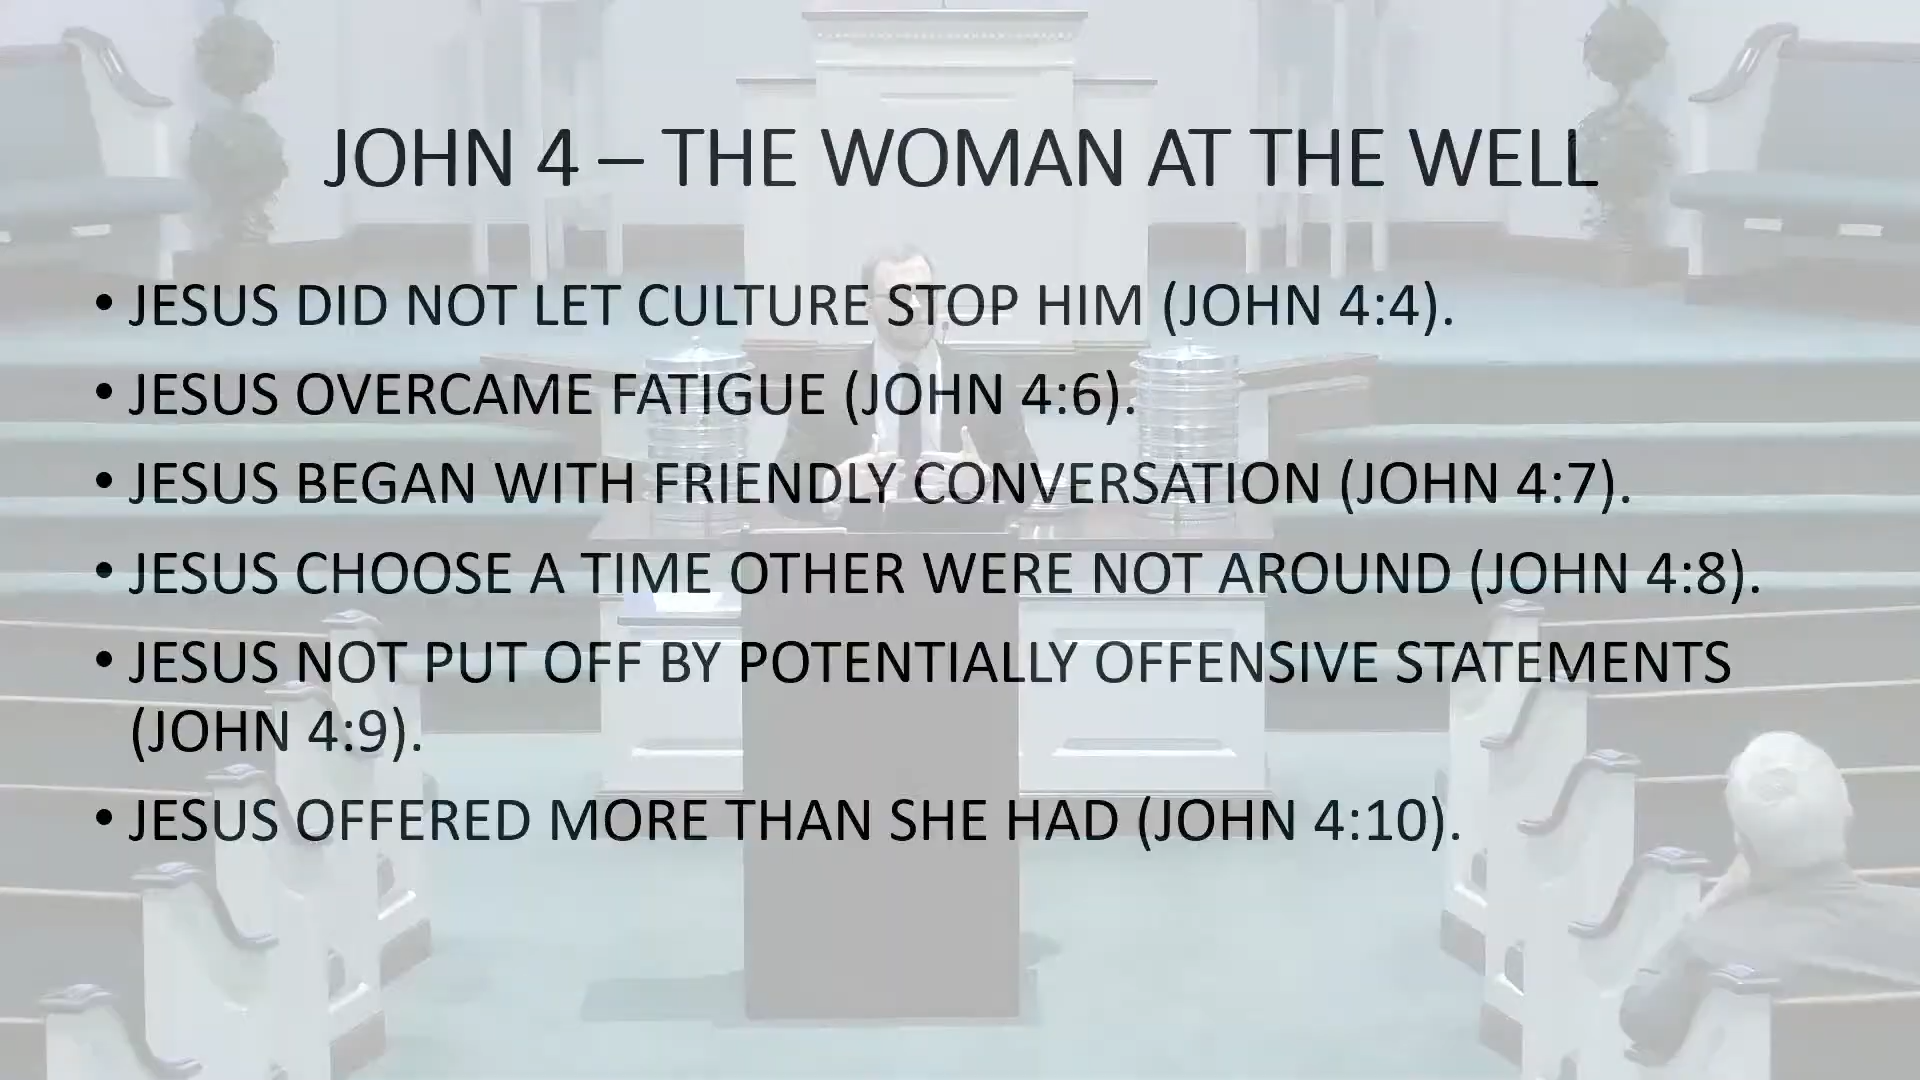 JOHN 4 – THE WOMAN AT THE WELL
• JESUS DID NOT LET CULTURE STOP HIM (JOHN 4:4).
• JESUS OVERCAME FATIGUE (JOHN 4:6).
• JESUS BEGAN WITH FRIENDLY CONVERSATION (JOHN 4:7).
• JESUS CHOOSE A TIME OTHER WERE NOT AROUND (JOHN 4:8).
• JESUS NOT PUT OFF BY POTENTIALLY OFFENSIVE STATEMENTS
(JOHN 4:9).
• JESUS OFFERED MORE THAN SHE HAD (JOHN 4:10).